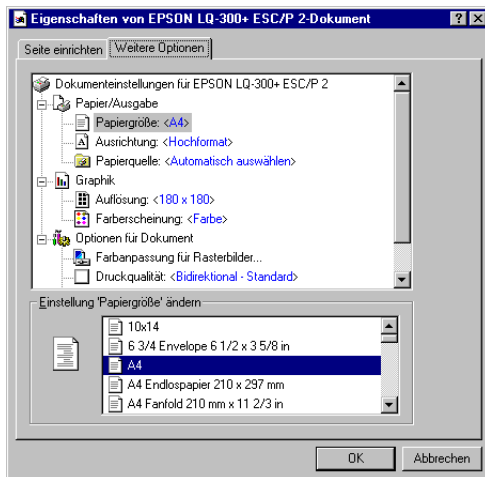 Eigenschaften von EPSON LQ-300+ ESC/P 2-Dokument
Seite einrichten Weitere Optionen
Dokumenteinstellungen für EPSON LQ-300+ ESC/P 2
Papier/Ausgabe
Papiergröße: <A4>
Ausrichtung: <Hochformat>
Papierquelle: <Automatisch auswählen>
Graphik
Auflösung: <180 x 180>
Farberscheinung: <Farbe>
Optionen für Dokument
Farbanpassung für Rasterbilder...
Druckqualität: <Bidirektional - Standard>
Einstellung 'Papiergröße' ändern
10x14
6 3/4 Envelope 6 1/2 x 3 5/8 in
A4
A4 Endlospapier 210 x 297 mm
A4 Fanfold 210 mm x 11 2/3 in
OK Abbrechen